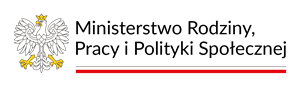 Ministerstwo Rodziny,
Pracy i Polityki Społecznej